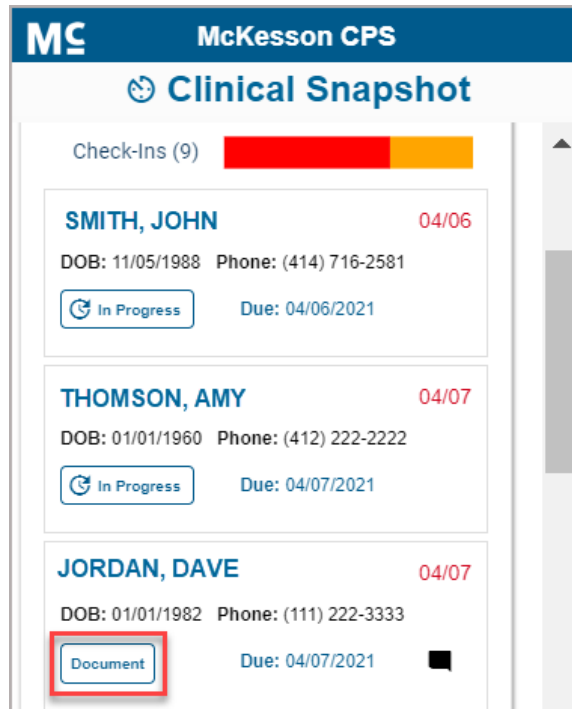 Mc McKesson CPS
Clinical Snapshot
Check-Ins (9)
SMITH, JOHN 04/06
DOB: 11/05/1988 Phone: (414) 716-2581
In Progress Due: 04/06/2021
THOMSON, AMY 04/07
DOB: 01/01/1960 Phone: (412) 222-2222
In Progress Due: 04/07/2021
JORDAN, DAVE 04/07
DOB: 01/01/1982 Phone: (111) 222-3333
Document Due: 04/07/2021